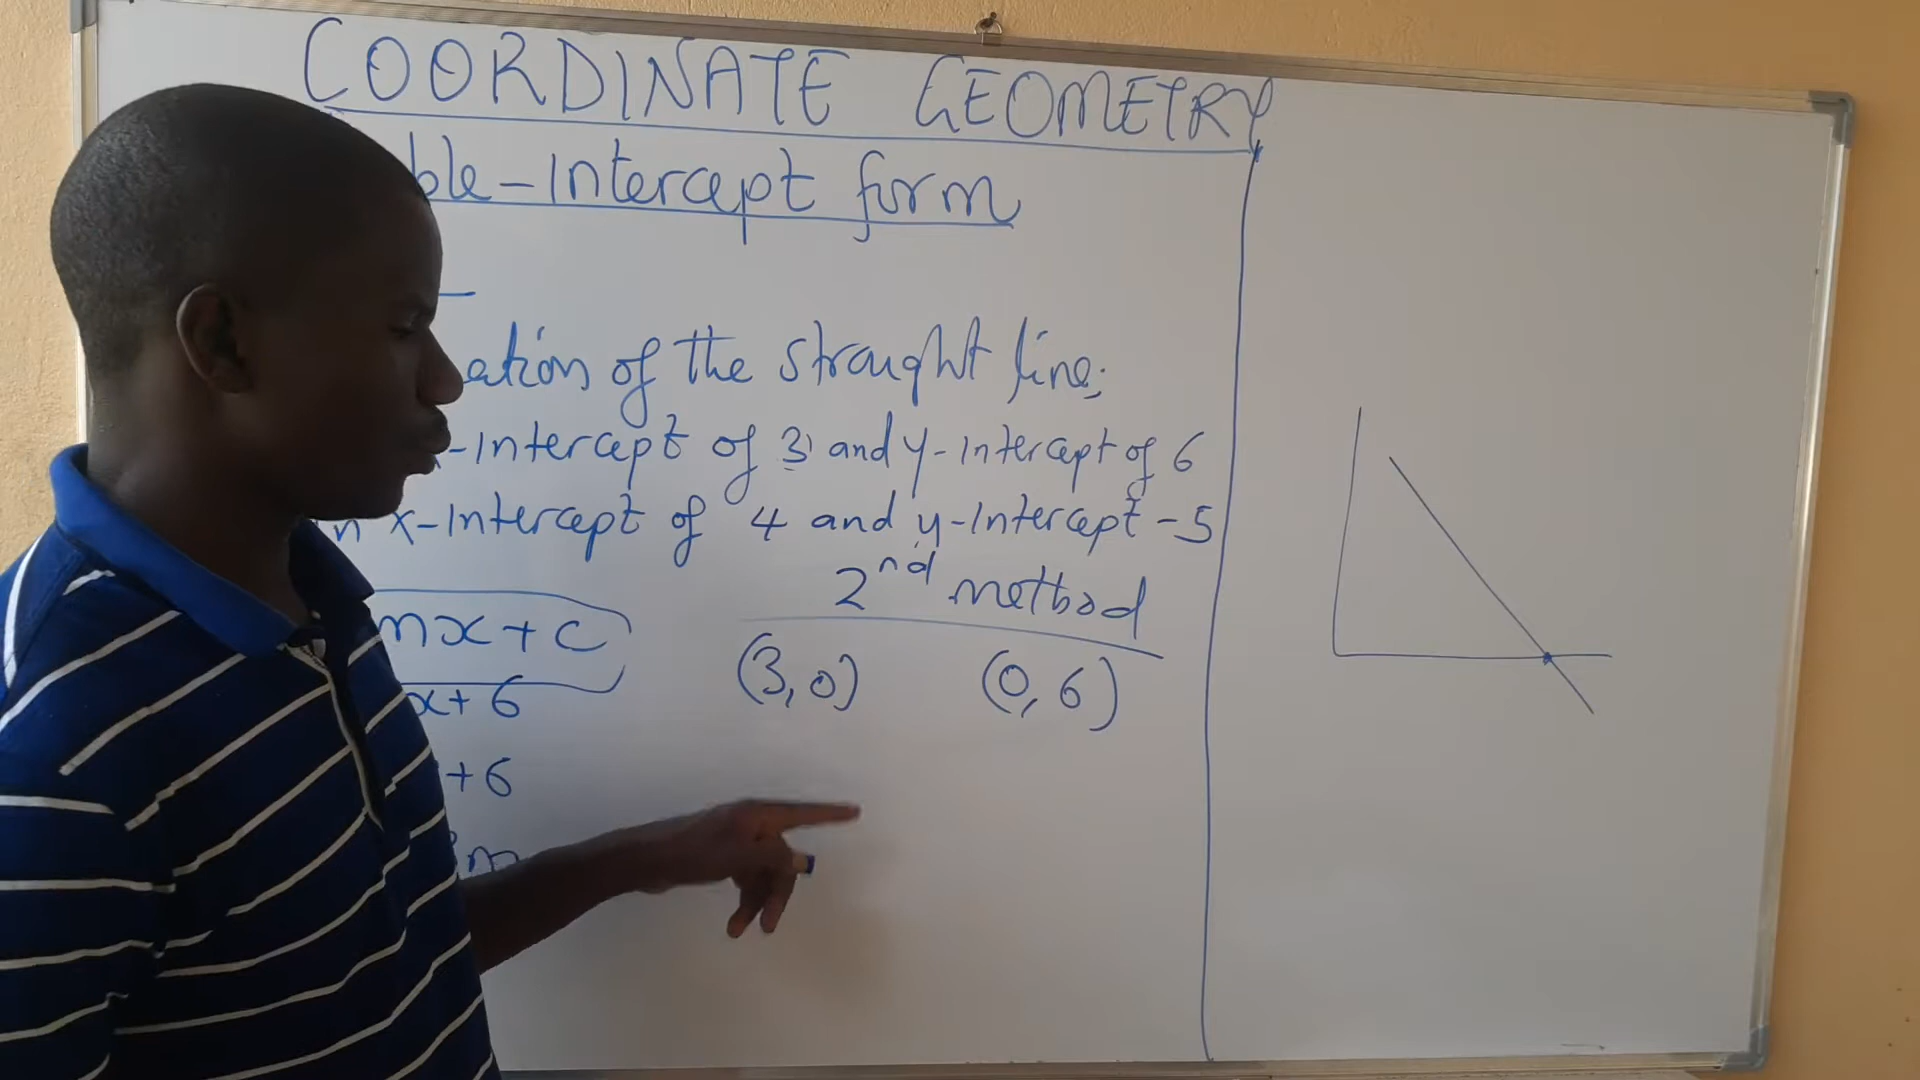 COORDINATE GEOMETRY
ble-Intercept form
ation of the straight line;
x-Intercept of 3 and y-Intercept of 6
n x-Intercept of 4 and y-Intercept -5
2nd method
mx + c
(3, 0) (0, 6)
x + 6
+ 6
m